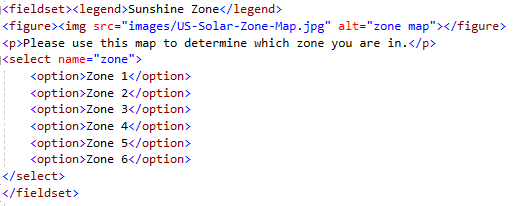 <fieldset><legend>Sunshine Zone</legend>
<figure><img src="images/US-Solar-Zone-Map.jpg" alt="zone map"></figure>
<p>Please use this map to determine which zone you are in.</p>
<select name="zone">
    <option>Zone 1</option>
    <option>Zone 2</option>
    <option>Zone 3</option>
    <option>Zone 4</option>
    <option>Zone 5</option>
    <option>Zone 6</option>
</select>
</fieldset>